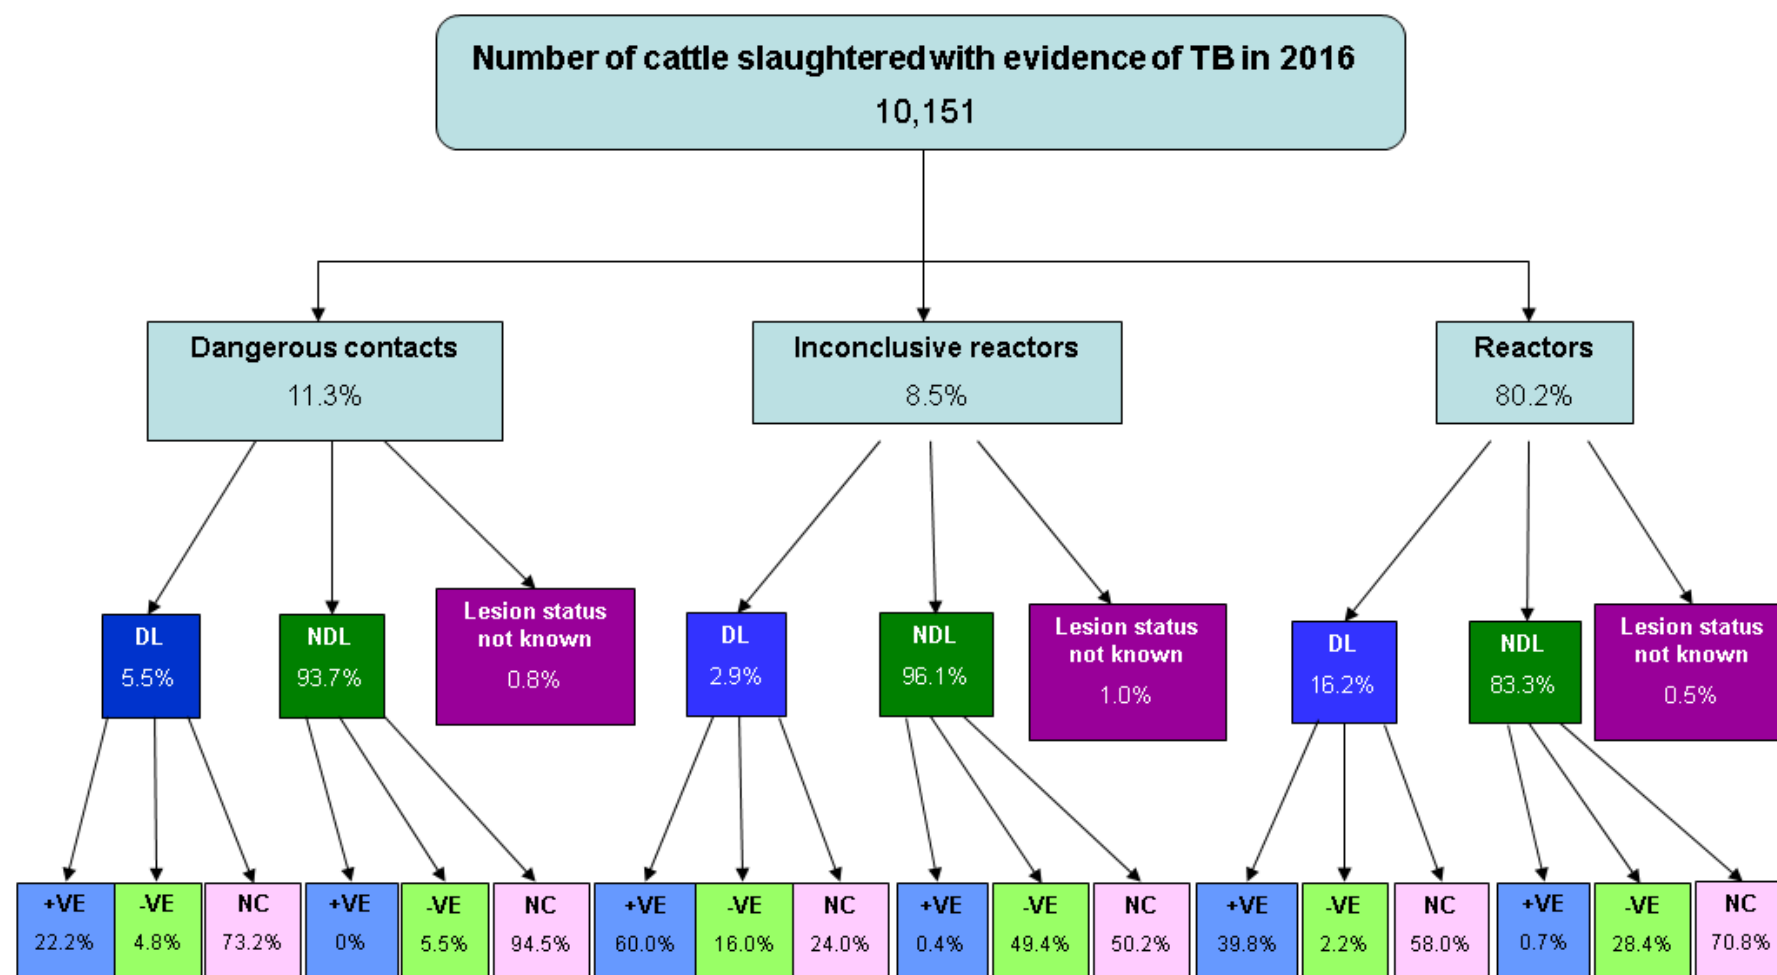 Number of cattle slaughtered with evidence of TB in 2016
10,151
Dangerous contacts
11.3%
Inconclusive reactors
8.5%
Reactors
80.2%
DL
5.5%
NDL
93.7%
Lesion status
not known
0.8%
DL
2.9%
NDL
96.1%
Lesion status
not known
1.0%
DL
16.2%
NDL
83.3%
Lesion status
not known
0.5%
+VE
22.2%
-VE
4.8%
NC
73.2%
+VE
0%
-VE
5.5%
NC
94.5%
+VE
60.0%
-VE
16.0%
NC
24.0%
+VE
0.4%
-VE
49.4%
NC
50.2%
+VE
39.8%
-VE
2.2%
NC
58.0%
+VE
0.7%
-VE
28.4%
NC
70.8%